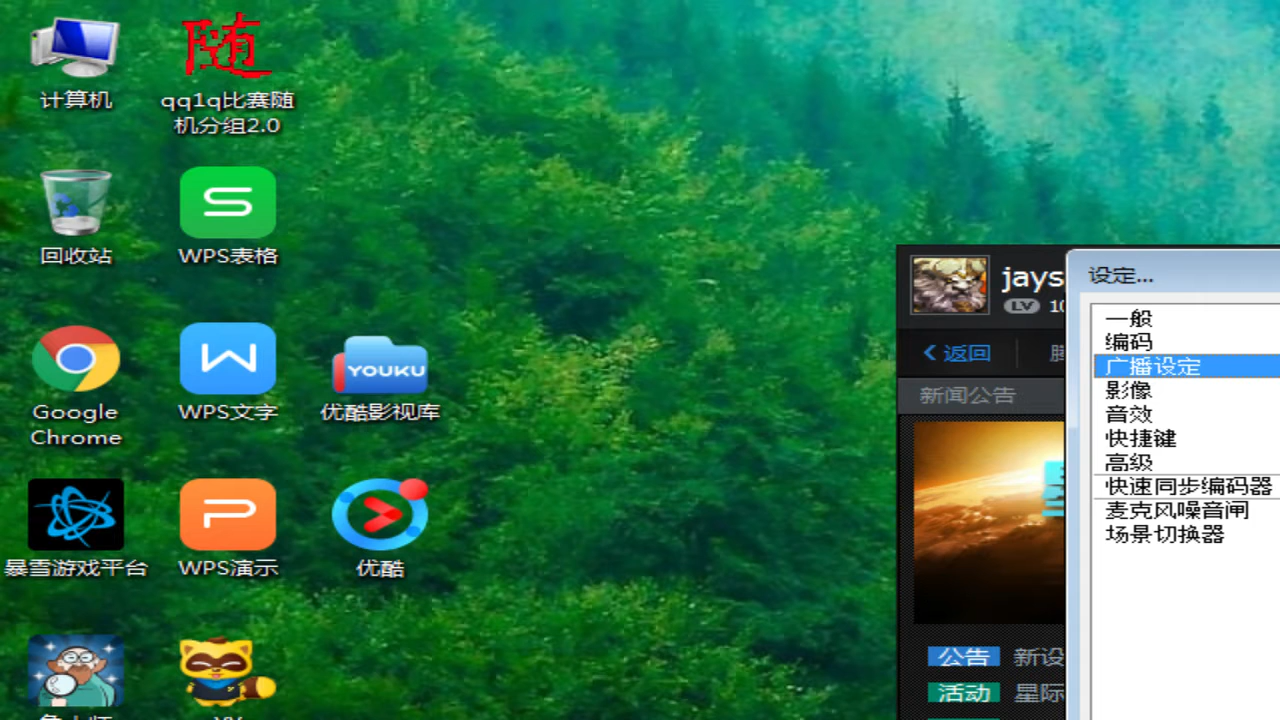 计算机
随
qq1q比赛随
机分组2.0
回收站
WPS表格
Google
Chrome
WPS文字
YOUKU
优酷影视库
暴雪游戏平台
WPS演示
优酷
jays
LV 10
返回
新闻公告
公告 新设
活动 星际
设定...
一般
编码
广播设定
影像
音效
快捷键
高级
快速同步编码器
麦克风噪音闸
场景切换器